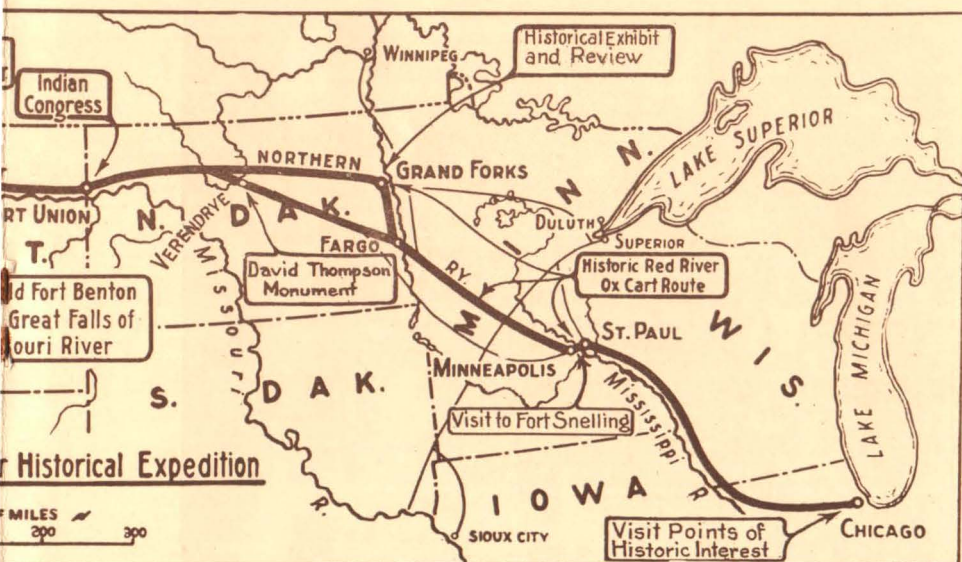 Historical Exhibit
and Review
WINNIPEG
Indian
Congress
LAKE SUPERIOR
NORTHERN
GRAND FORKS
RT UNION
N. DAK.
VERENDRYE
MINN.
DULUTH
SUPERIOR
FARGO
T.
David Thompson
Monument
RY
Historic Red River
Ox Cart Route
ld Fort Benton
Great Falls of
ouri River
MISSOURI
R.
WIS.
LAKE MICHIGAN
ST. PAUL
MINNEAPOLIS
S. DAK.
Visit to Fort Snelling
MISSISSIPPI
R
r Historical Expedition
IOWA
F MILES
200 300
SIOUX CITY
Visit Points of
Historic Interest
CHICAGO